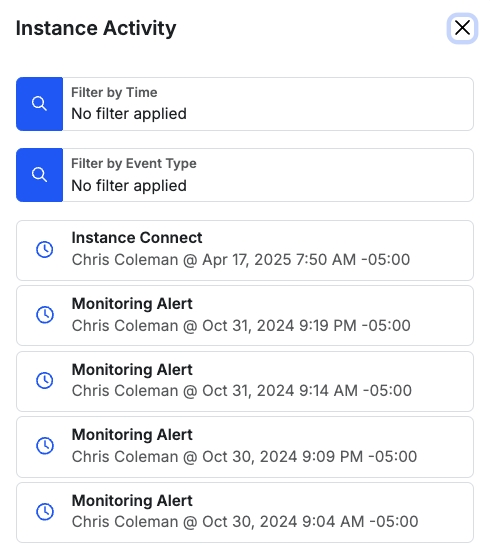 Instance Activity
Filter by Time
No filter applied
Filter by Event Type
No filter applied
Instance Connect
Chris Coleman @ Apr 17, 2025 7:50 AM -05:00
Monitoring Alert
Chris Coleman @ Oct 31, 2024 9:19 PM -05:00
Monitoring Alert
Chris Coleman @ Oct 31, 2024 9:14 AM -05:00
Monitoring Alert
Chris Coleman @ Oct 30, 2024 9:09 PM -05:00
Monitoring Alert
Chris Coleman @ Oct 30, 2024 9:04 AM -05:00